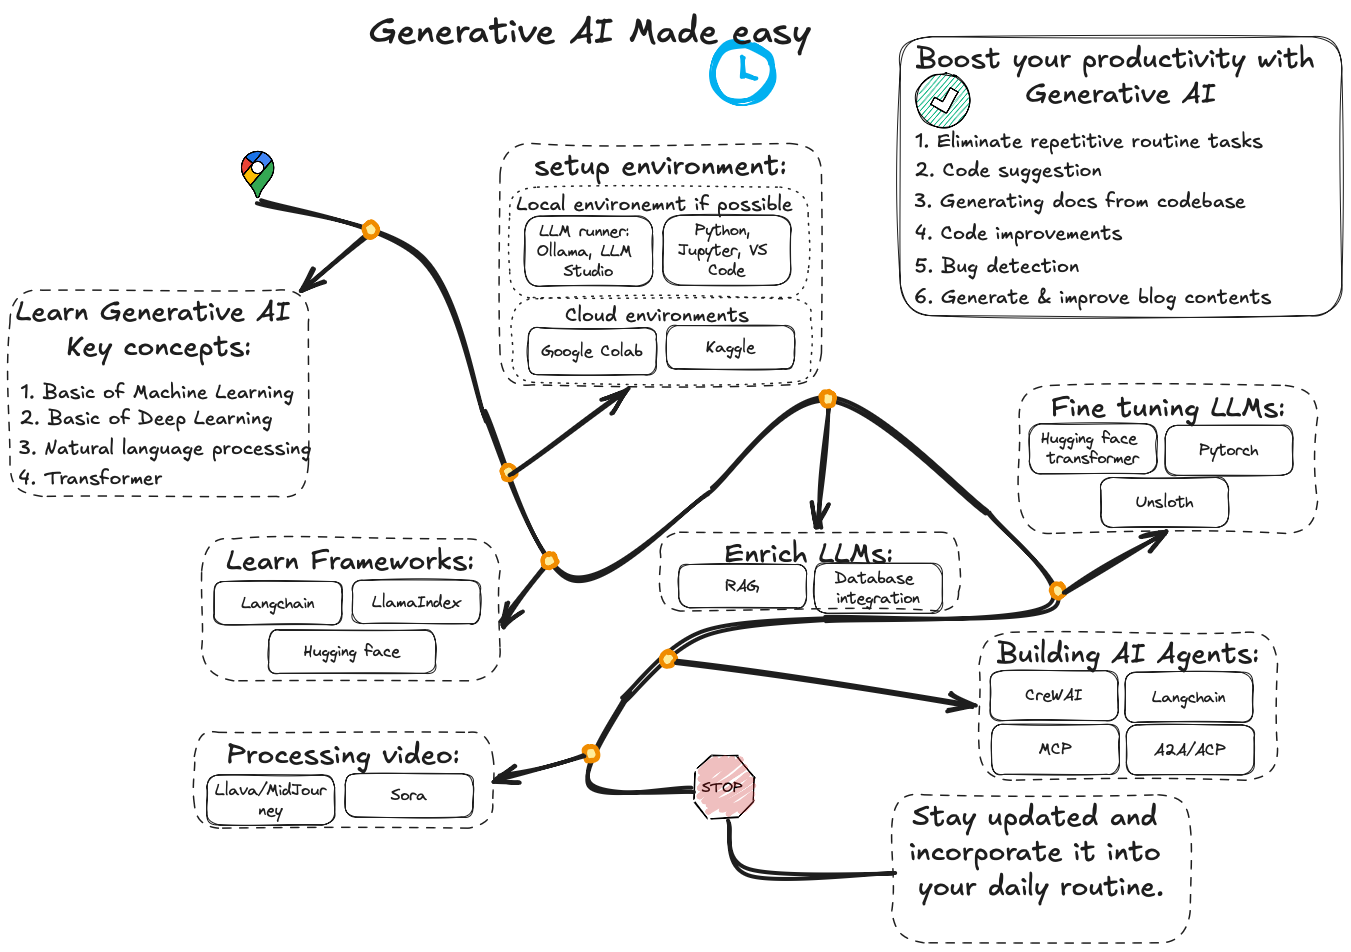 Generative AI Made easy
Boost your productivity with
Generative AI
1. Eliminate repetitive routine tasks
2. Code suggestion
3. Generating docs from codebase
4. Code improvements
5. Bug detection
6. Generate & improve blog contents
setup environment:
Local environemnt if possible
LLM runner:
Ollama, LLM
Studio
Python,
Jupyter, VS
Code
Cloud environments
Google Colab
Kaggle
Learn Generative AI
Key concepts:
1. Basic of Machine Learning
2. Basic of Deep Learning
3. Natural language processing
4. Transformer
Fine tuning LLMs:
Hugging face
transformer
Pytorch
Unsloth
Learn Frameworks:
Langchain
LlamaIndex
Hugging face
Enrich LLMs:
RAG
Database
integration
Building AI Agents:
CreWAI
Langchain
MCP
A2A/ACP
Processing video:
Llava/MidJour
ney
Sora
STOP
Stay updated and
incorporate it into
your daily routine.